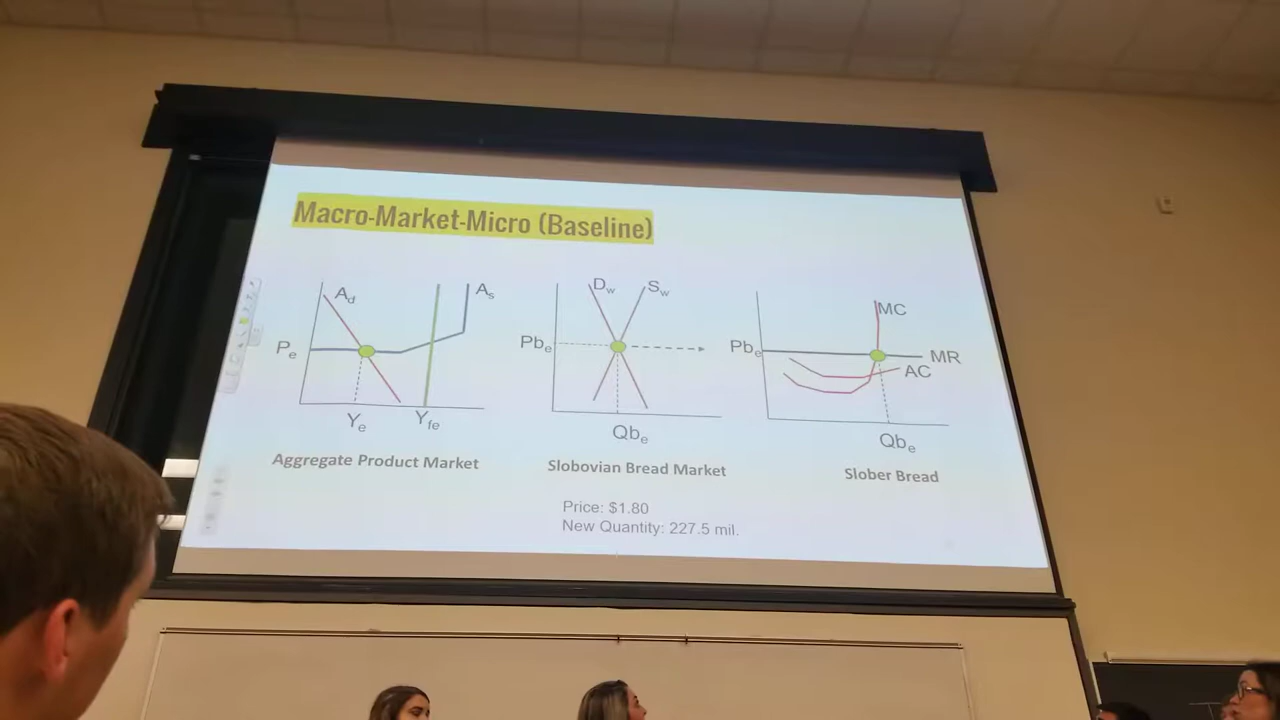 Macro-Market-Micro (Baseline)
Ad
As
Pe
Ye
Yfe
Aggregate Product Market
Dw
Sw
Pbe
Qbe
Slobovian Bread Market
Pbe
MC
MR
AC
Qbe
Slober Bread
Price: $1.80
New Quantity: 227.5 mil.